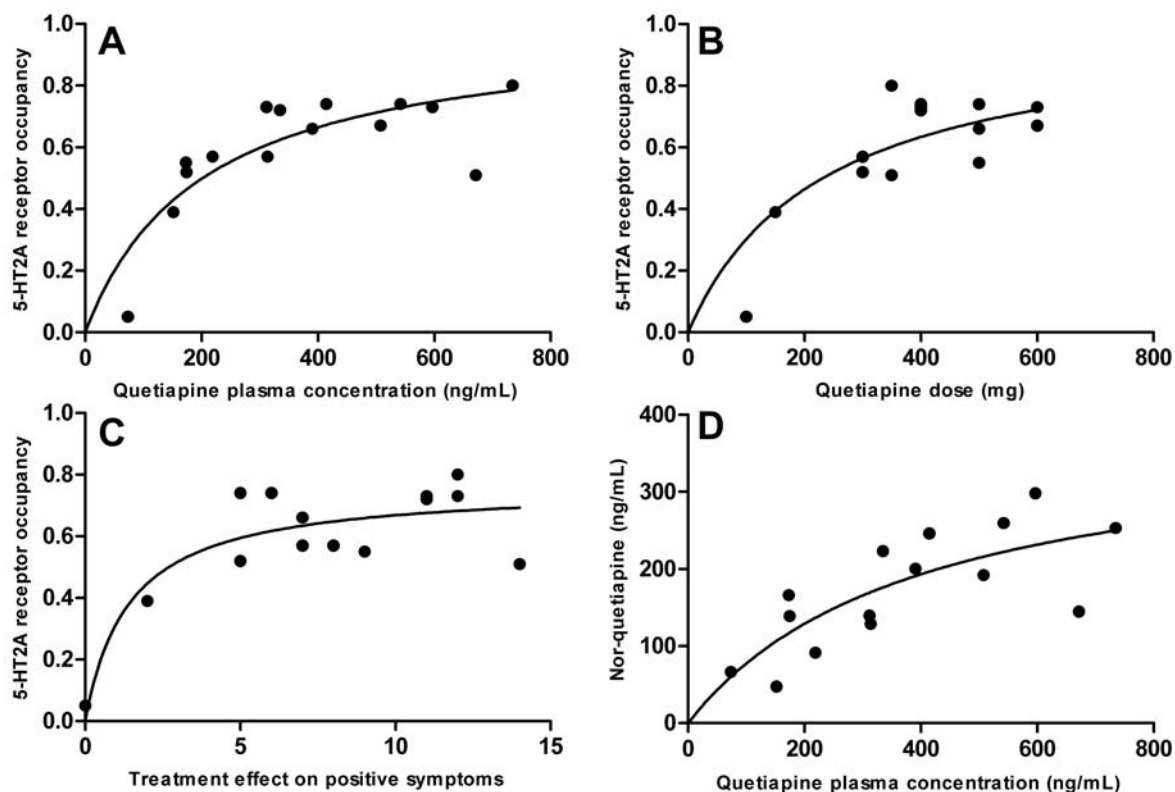 A
5-HT2A receptor occupancy
1.0
0.8
0.6
0.4
0.2
0.0
0 200 400 600 800
Quetiapine plasma concentration (ng/mL)
B
5-HT2A receptor occupancy
1.0
0.8
0.6
0.4
0.2
0.0
0 200 400 600 800
Quetiapine dose (mg)
C
5-HT2A receptor occupancy
1.0
0.8
0.6
0.4
0.2
0.0
0 5 10 15
Treatment effect on positive symptoms
D
Nor-quetiapine (ng/mL)
400
300
200
100
0
0 200 400 600 800
Quetiapine plasma concentration (ng/mL)